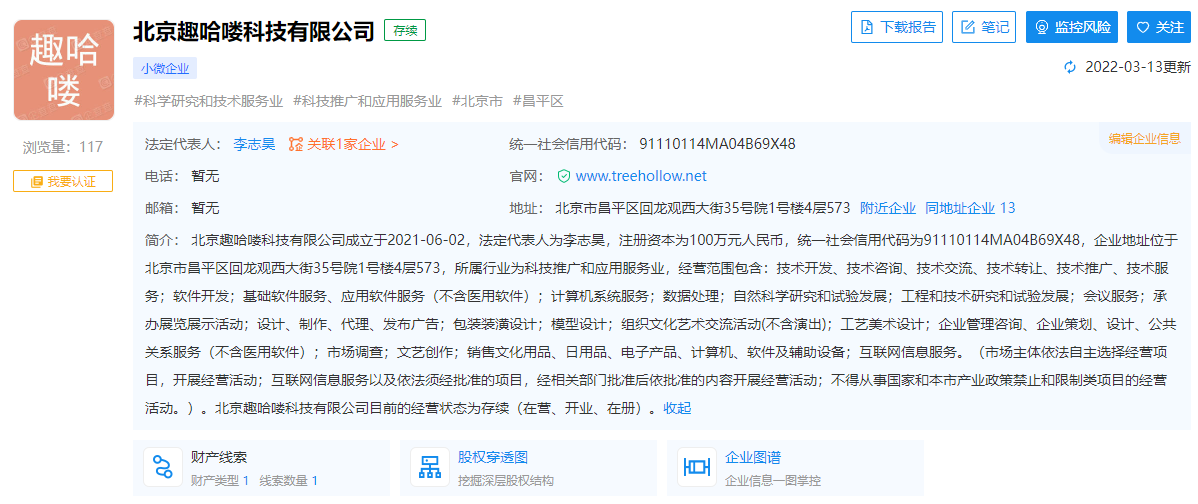 趣哈
喽
北京趣哈喽科技有限公司 存续
下载报告 笔记 监控风险 关注
小微企业
2022-03-13更新
#科学研究和技术服务业 #科技推广和应用服务业 #北京市 #昌平区
浏览量：117
我要认证
法定代表人： 李志昊 关联1家企业 > 统一社会信用代码： 91110114MA04B69X48 编辑企业信息
电话： 暂无 官网： www.treehollow.net
邮箱： 暂无 地址： 北京市昌平区回龙观西大街35号院1号楼4层573 附近企业 同地址企业 13
简介： 北京趣哈喽科技有限公司成立于2021-06-02，法定代表人为李志昊，注册资本为100万元人民币，统一社会信用代码为91110114MA04B69X48，企业地址位于
北京市昌平区回龙观西大街35号院1号楼4层573，所属行业为科技推广和应用服务业，经营范围包含：技术开发、技术咨询、技术交流、技术转让、技术推广、技术服
务；软件开发；基础软件服务、应用软件服务（不含医用软件）；计算机系统服务；数据处理；自然科学研究和试验发展；工程和技术研究和试验发展；会议服务；承
办展览展示活动；设计、制作、代理、发布广告；包装装潢设计；模型设计；组织文化艺术交流活动(不含演出)；工艺美术设计；企业管理咨询、企业策划、设计、公共
关系服务（不含医用软件）；市场调查；文艺创作；销售文化用品、日用品、电子产品、计算机、软件及辅助设备；互联网信息服务。（市场主体依法自主选择经营项
目，开展经营活动；互联网信息服务以及依法须经批准的项目，经相关部门批准后依批准的内容开展经营活动；不得从事国家和本市产业政策禁止和限制类项目的经营
活动。）。北京趣哈喽科技有限公司目前的经营状态为存续（在营、开业、在册）。收起
财产线索 股权穿透图 企业图谱
财产类型 1 线索数量 1 挖掘深层股权结构 企业信息一图掌控